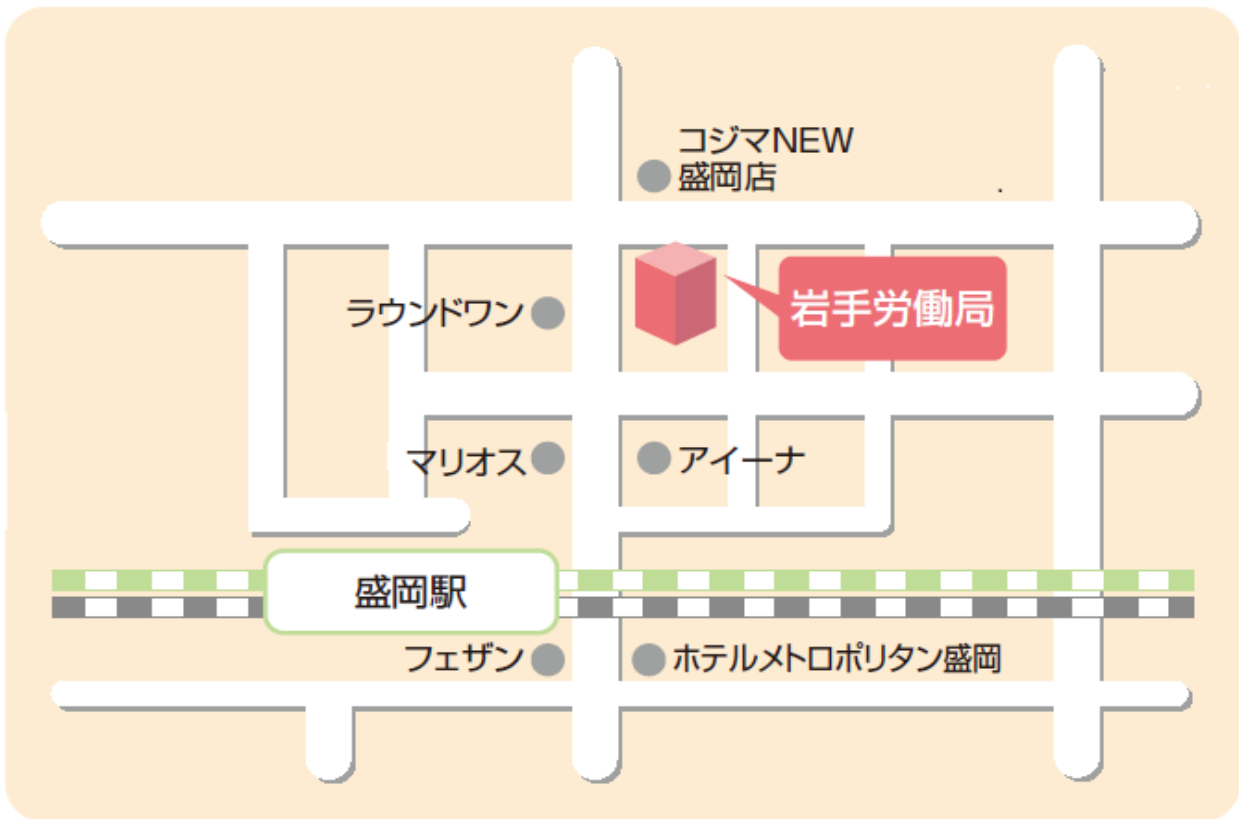 コジマNEW
盛岡店
ラウンドワン
岩手労働局
マリオス
アイーナ
盛岡駅
フェザン
ホテルメトロポリタン盛岡